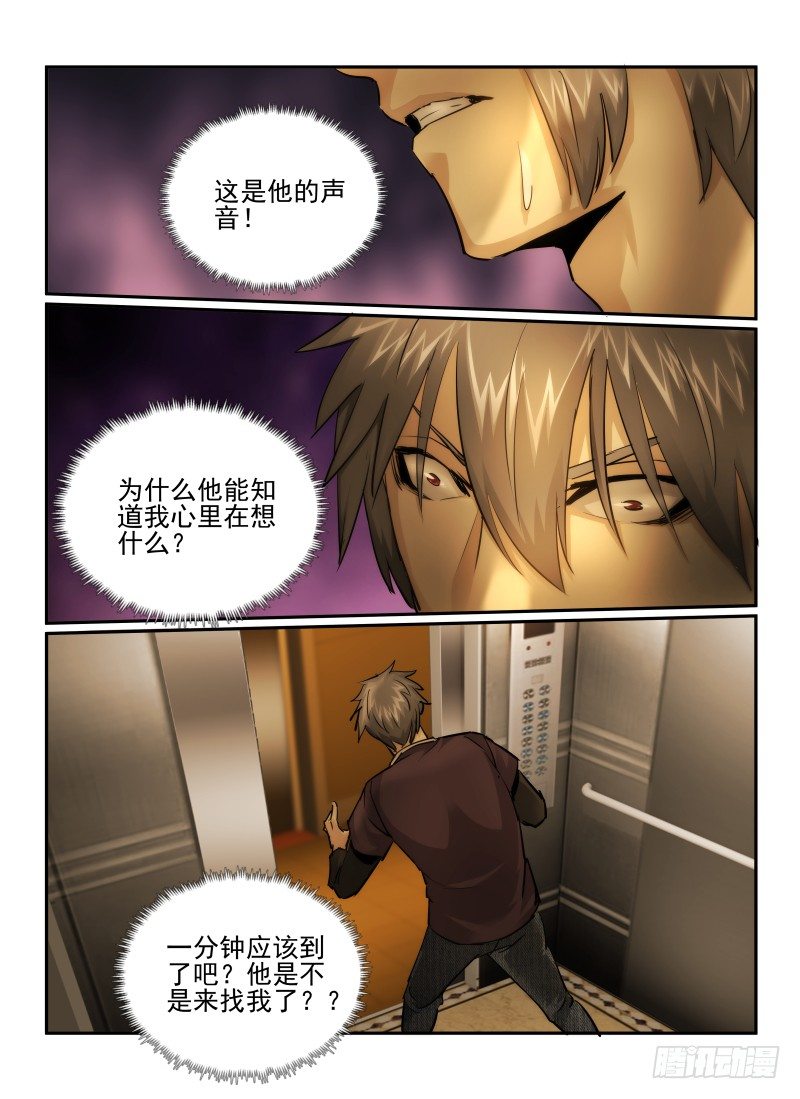 这是他的声
音！
为什么他能知
道我心里在想
什么？
一分钟应该到
了吧？他是不
是来找我了？？
腾讯动漫